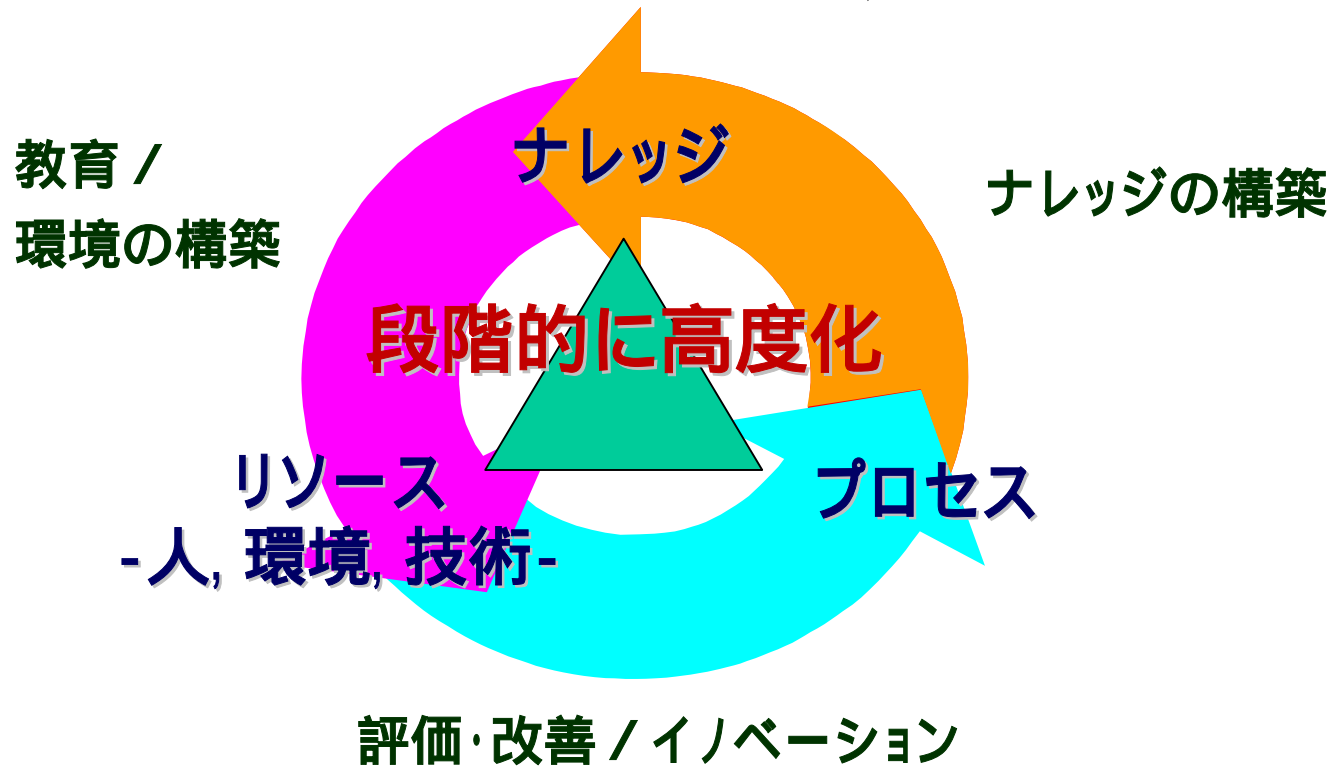 ナレッジ
教育 /
環境の構築
ナレッジの構築
段階的に高度化
リソース
-人, 環境, 技術-
プロセス
評価・改善 / イノベーション